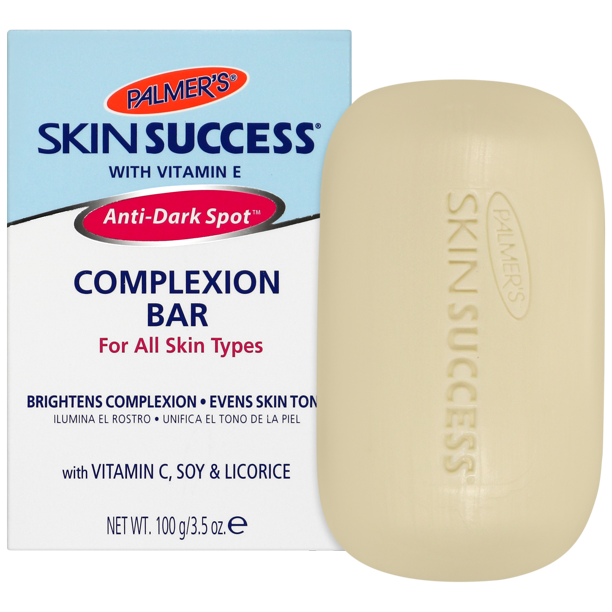 PALMER'S®
SKIN SUCCESS®
WITH VITAMIN E
Anti-Dark Spot™
COMPLEXION
BAR
For All Skin Types
BRIGHTENS COMPLEXION • EVENS SKIN TON
ILUMINA EL ROSTRO • UNIFICA EL TONO DE LA PIEL
with VITAMIN C, SOY & LICORICE
NET WT. 100 g/3.5 oz. ℮
PALMER'S
SKIN SUCCESS®